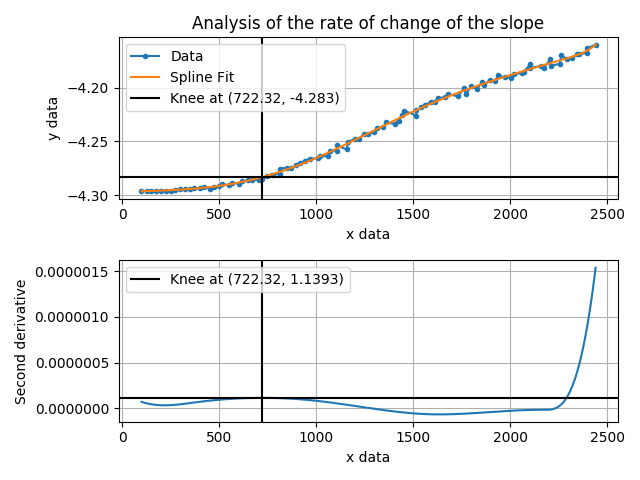 Analysis of the rate of change of the slope
Data
Spline Fit
Knee at (722.32, -4.283)
−4.20
−4.25
−4.30
y data
0 500 1000 1500 2000 2500
x data
Knee at (722.32, 1.1393)
0.0000015
0.0000010
0.0000005
0.0000000
Second derivative
0 500 1000 1500 2000 2500
x data